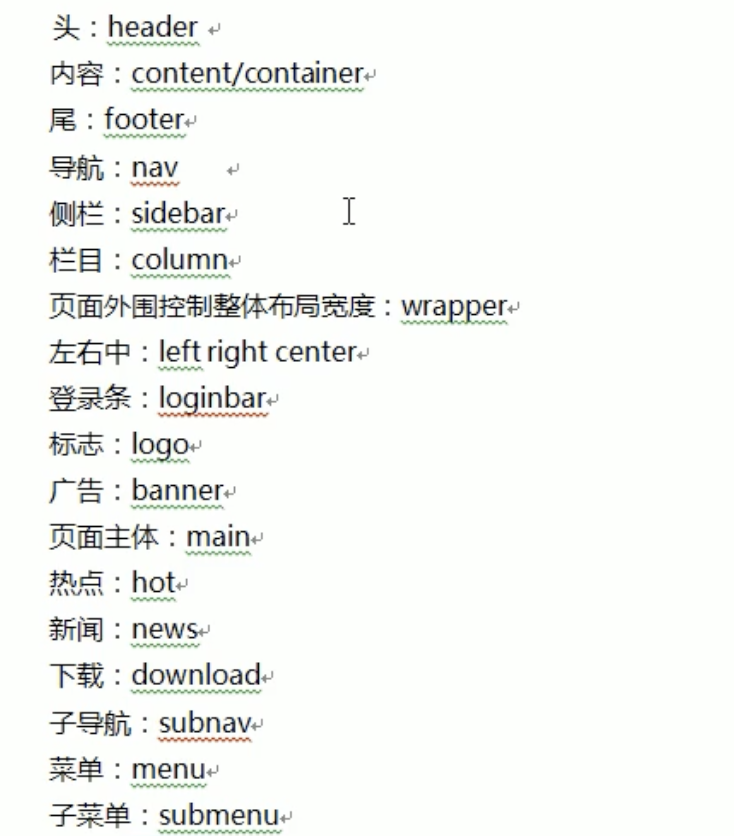 头：header
内容：content/container
尾：footer
导航：nav
侧栏：sidebar
栏目：column
页面外围控制整体布局宽度：wrapper
左右中：left right center
登录条：loginbar
标志：logo
广告：banner
页面主体：main
热点：hot
新闻：news
下载：download
子导航：subnav
菜单：menu
子菜单：submenu